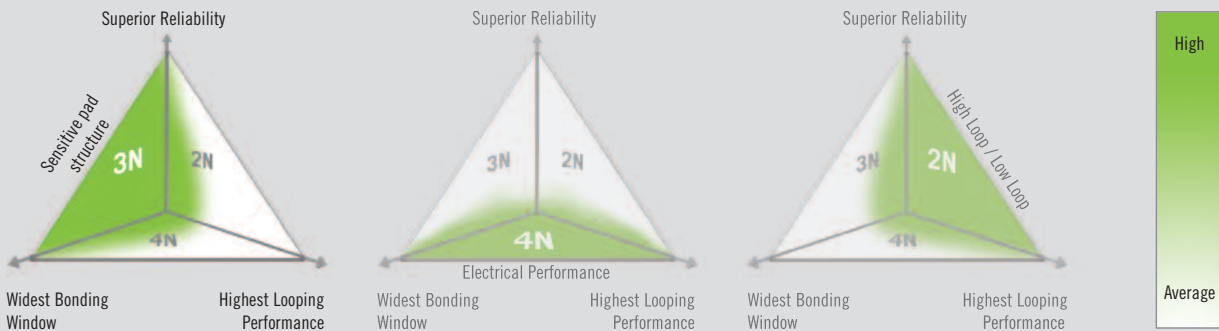 Superior Reliability
Sensitive pad
structure
3N
2N
4N
Widest Bonding
Window
Highest Looping
Performance
Superior Reliability
3N
2N
4N
Electrical Performance
Widest Bonding
Window
Highest Looping
Performance
Superior Reliability
3N
2N
High Loop / Low Loop
4N
Widest Bonding
Window
Highest Looping
Performance
High
Average